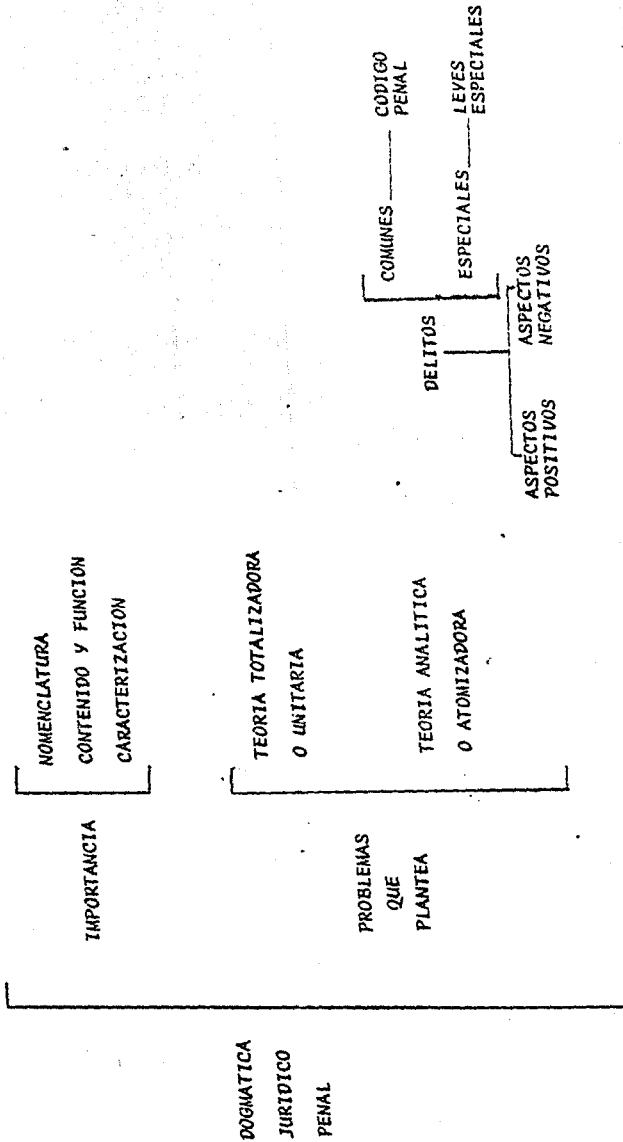 DOGMATICA
JURIDICO
PENAL
IMPORTANCIA
NOMENCLATURA
CONTENIDO Y FUNCION
CARACTERIZACION
PROBLEMAS
QUE
PLANTEA
TEORIA TOTALIZADORA
O UNITARIA
TEORIA ANALITICA
O ATOMIZADORA
DELITOS
COMUNES
CODIGO
PENAL
ESPECIALES
LEYES
ESPECIALES
ASPECTOS
POSITIVOS
ASPECTOS
NEGATIVOS